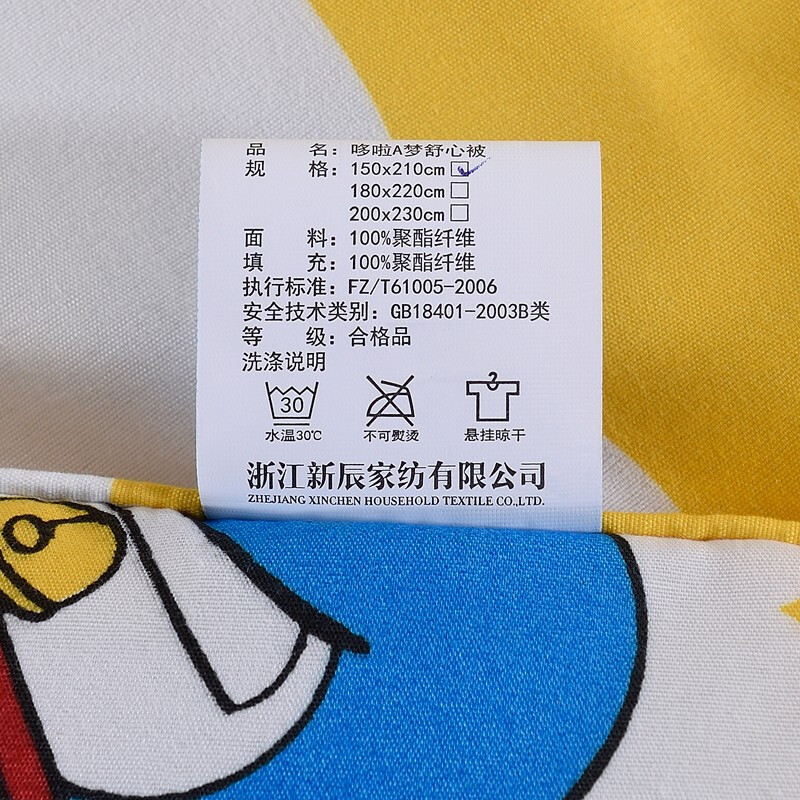 品 名：哆啦A梦舒心被
规 格：150x210cm☑
180x220cm□
200x230cm□
面 料：100%聚酯纤维
填 充：100%聚酯纤维
执行标准：FZ/T61005-2006
安全技术类别：GB18401-2003B类
等 级：合格品
洗涤说明
30
水温30℃ 不可熨烫 悬挂晾干
浙江新辰家纺有限公司
ZHEJIANG XINCHEN HOUSEHOLD TEXTILE CO.,LTD.